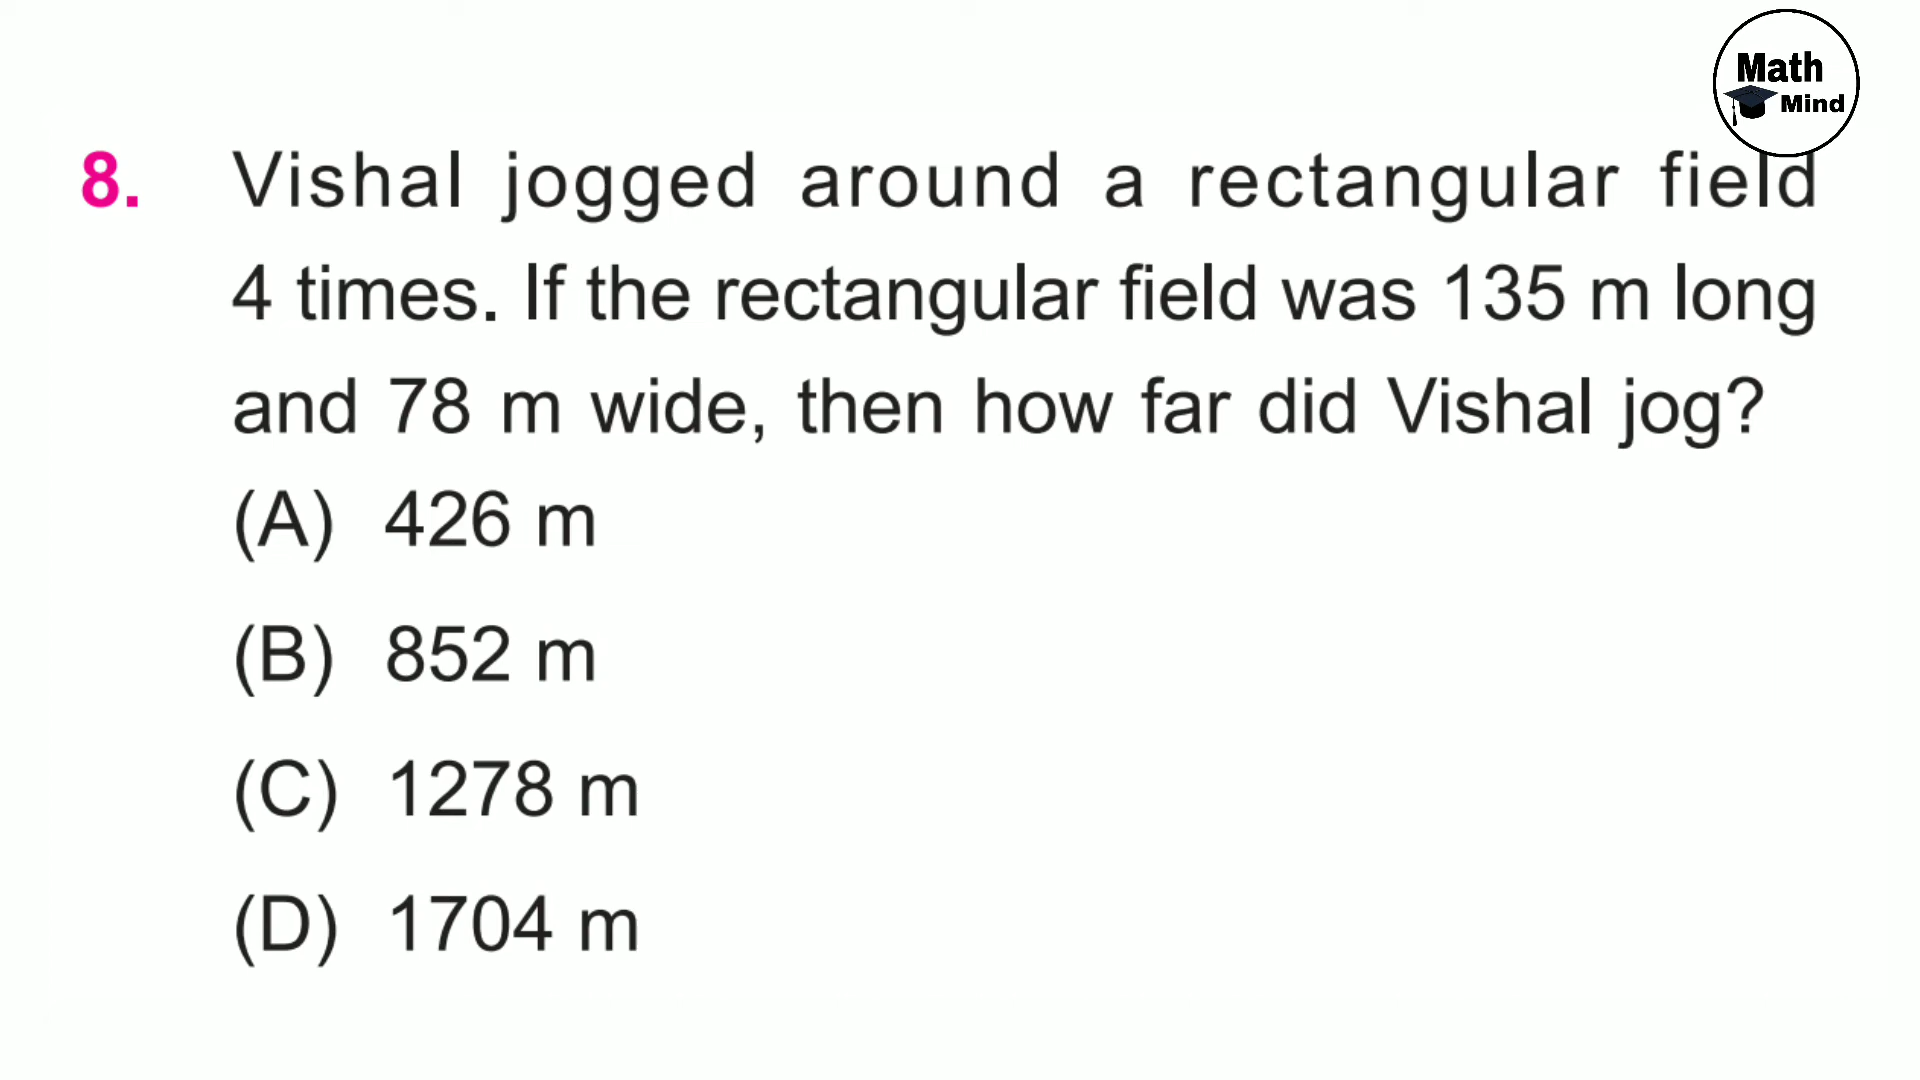 Math
Mind
8. Vishal jogged around a rectangular field
4 times. If the rectangular field was 135 m long
and 78 m wide, then how far did Vishal jog?
(A) 426 m
(B) 852 m
(C) 1278 m
(D) 1704 m